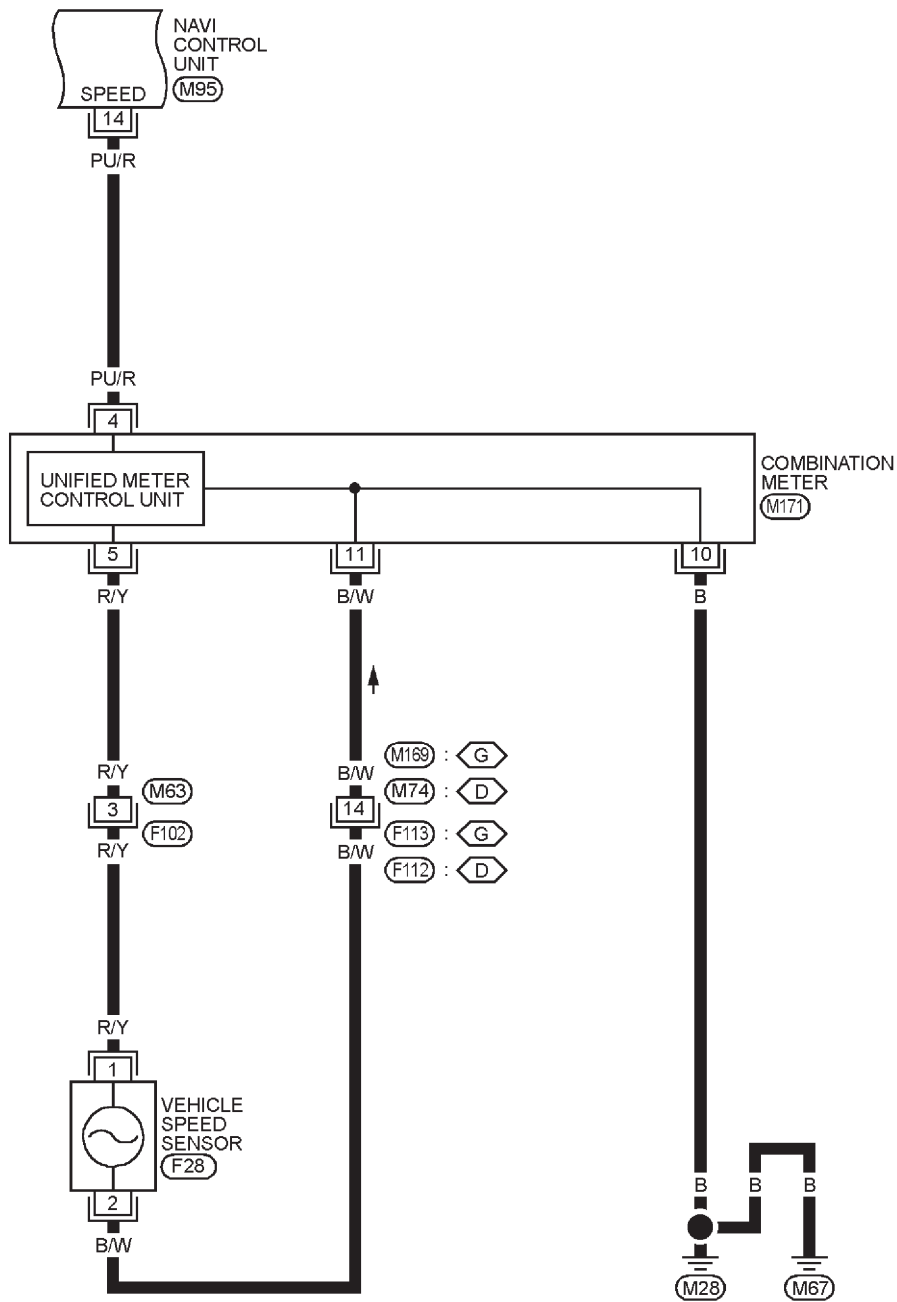 NAVI
CONTROL
UNIT
M95
SPEED
14
PU/R
PU/R
4
UNIFIED METER
CONTROL UNIT
COMBINATION
METER
M171
5
11
10
R/Y
B/W
B
R/Y
B/W
M169 : G
M63
3
14
M74 : D
F102
F113 : G
R/Y
B/W
F112 : D
R/Y
1
VEHICLE
SPEED
SENSOR
F28
2
B/W
B
B
B
M28
M67